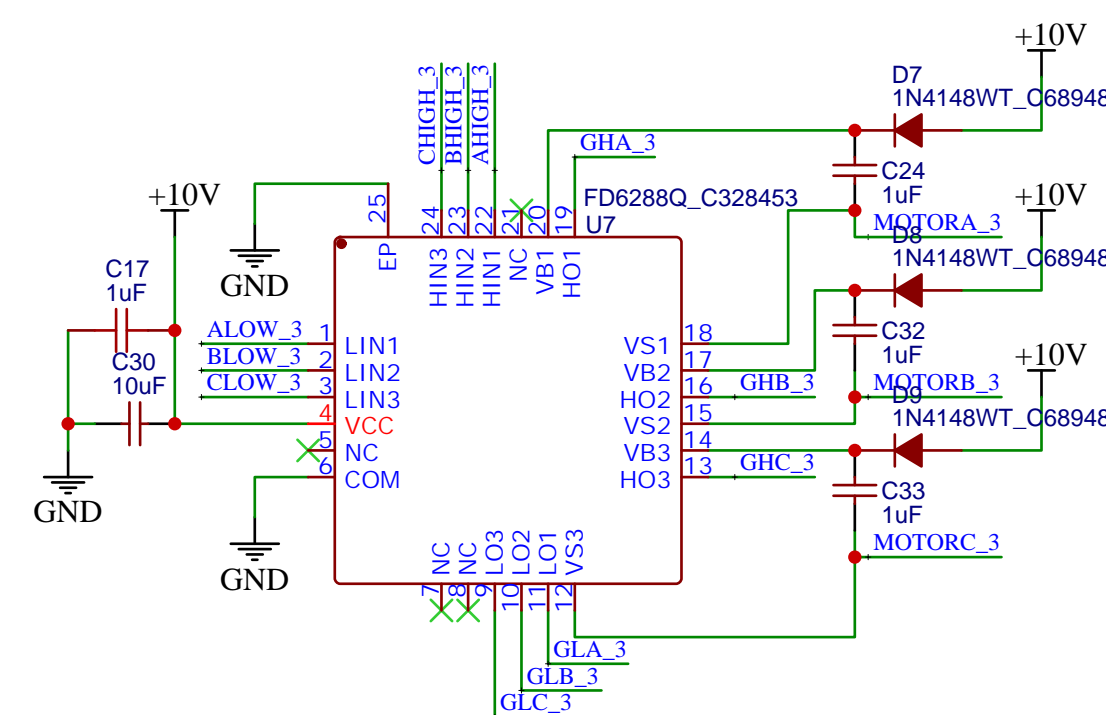 +10V
D7
1N4148WT_C68948
CHIGH_3
BHIGH_3
AHIGH_3
GHA_3
C24
1uF
+10V
25
24
23
22
21
20
19
FD6288Q_C328453
U7
+10V
MOTORA_3
D8
1N4148WT_C68948
EP
HIN3
HIN2
HIN1
NC
VB1
HO1
GND
C17
1uF
ALOW_3
1
LIN1
VS1
18
C32
1uF
BLOW_3
2
LIN2
VB2
17
+10V
C30
10uF
CLOW_3
3
LIN3
HO2
16
GHB_3
MOTORB_3
D9
1N4148WT_C68948
4
VCC
VS2
15
5
NC
VB3
14
6
COM
HO3
13
GHC_3
C33
1uF
GND
MOTORC_3
GND
NC
NC
LO3
LO2
LO1
VS3
7
8
9
10
11
12
GLA_3
GLB_3
GLC_3